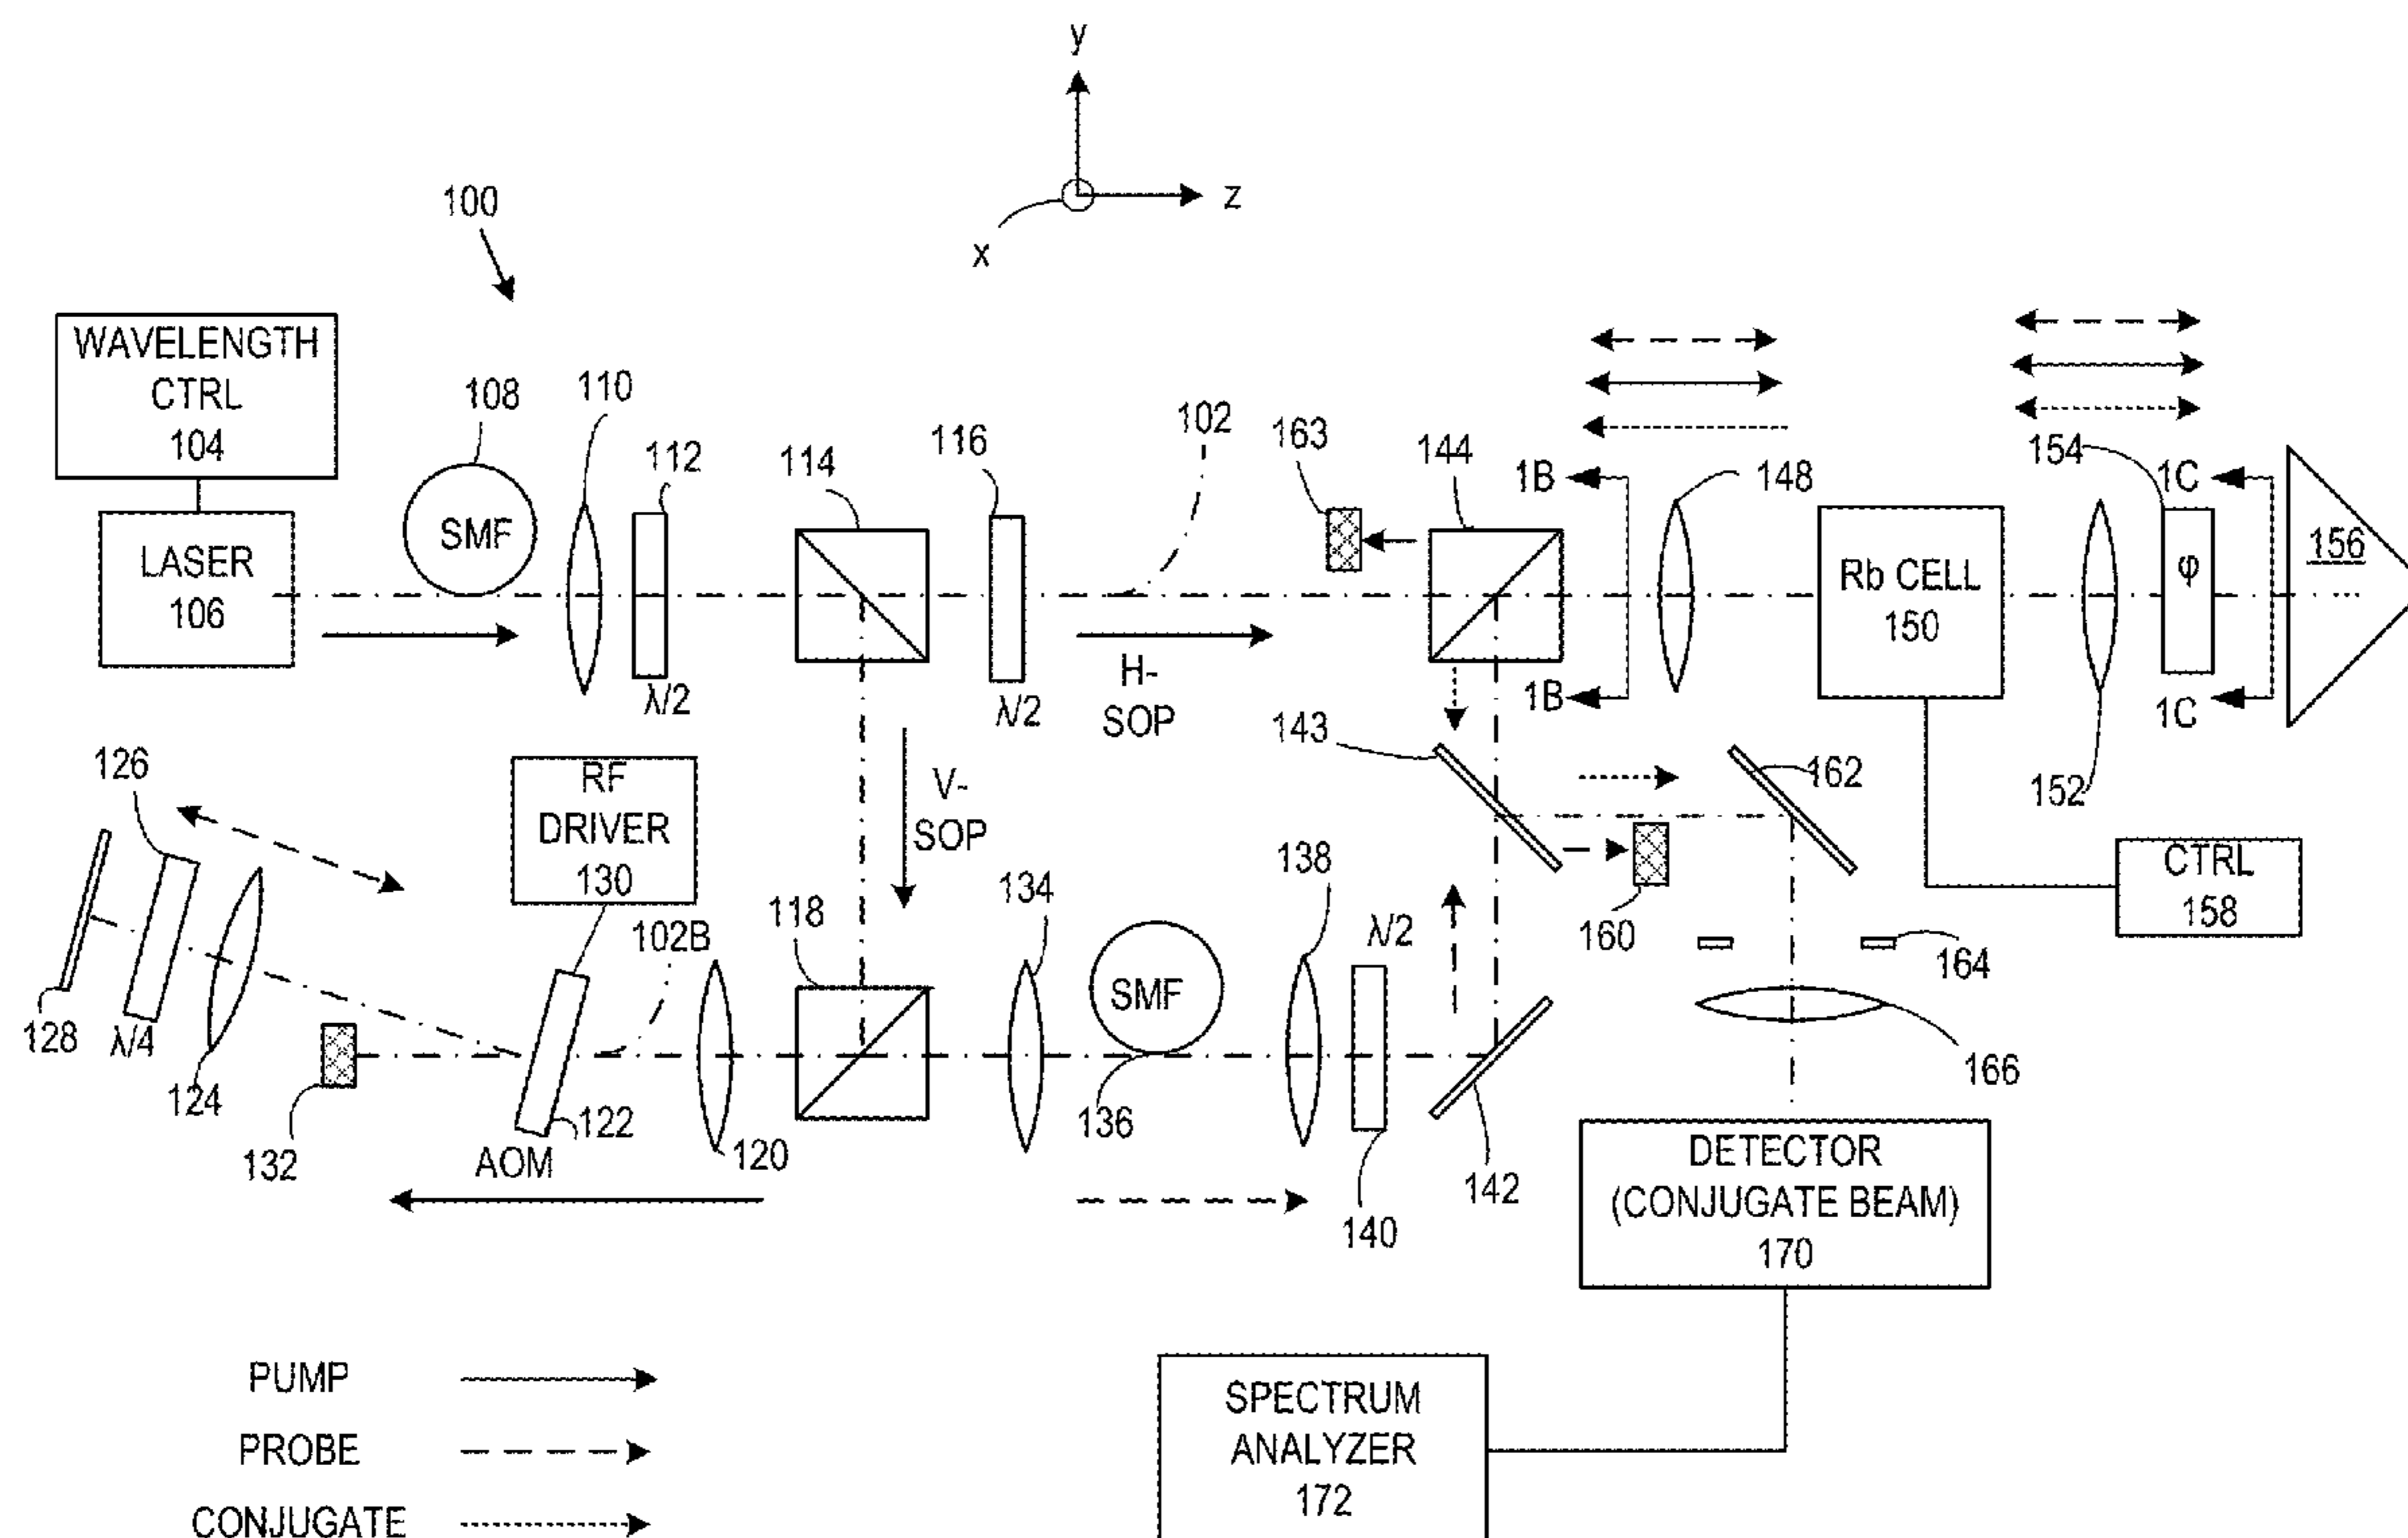 y
z
x
100
WAVELENGTH
CTRL
104
LASER
106
108
SMF
110
112
λ/2
114
116
λ/2
102
H-
SOP
163
144
1B
1B
148
Rb CELL
150
154
φ
152
1C
1C
156
143
162
CTRL
158
126
RF
DRIVER
130
V-
SOP
118
134
138
λ/2
160
164
102B
SMF
128
λ/4
124
132
AOM
122
120
136
140
142
166
DETECTOR
(CONJUGATE BEAM)
170
PUMP
PROBE
CONJUGATE
SPECTRUM
ANALYZER
172